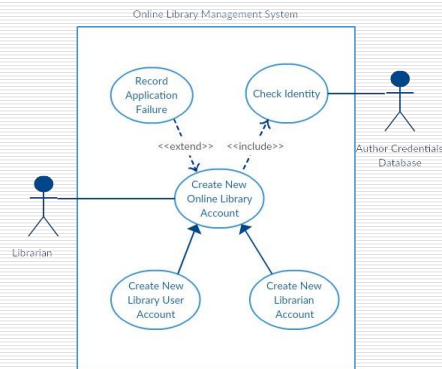 Online Library Management System
Record
Application
Failure
Check Identity
<<extend>>
<<include>>
Author Credentials
Database
Create New
Online Library
Account
Librarian
Create New
Library User
Account
Create New
Librarian
Account